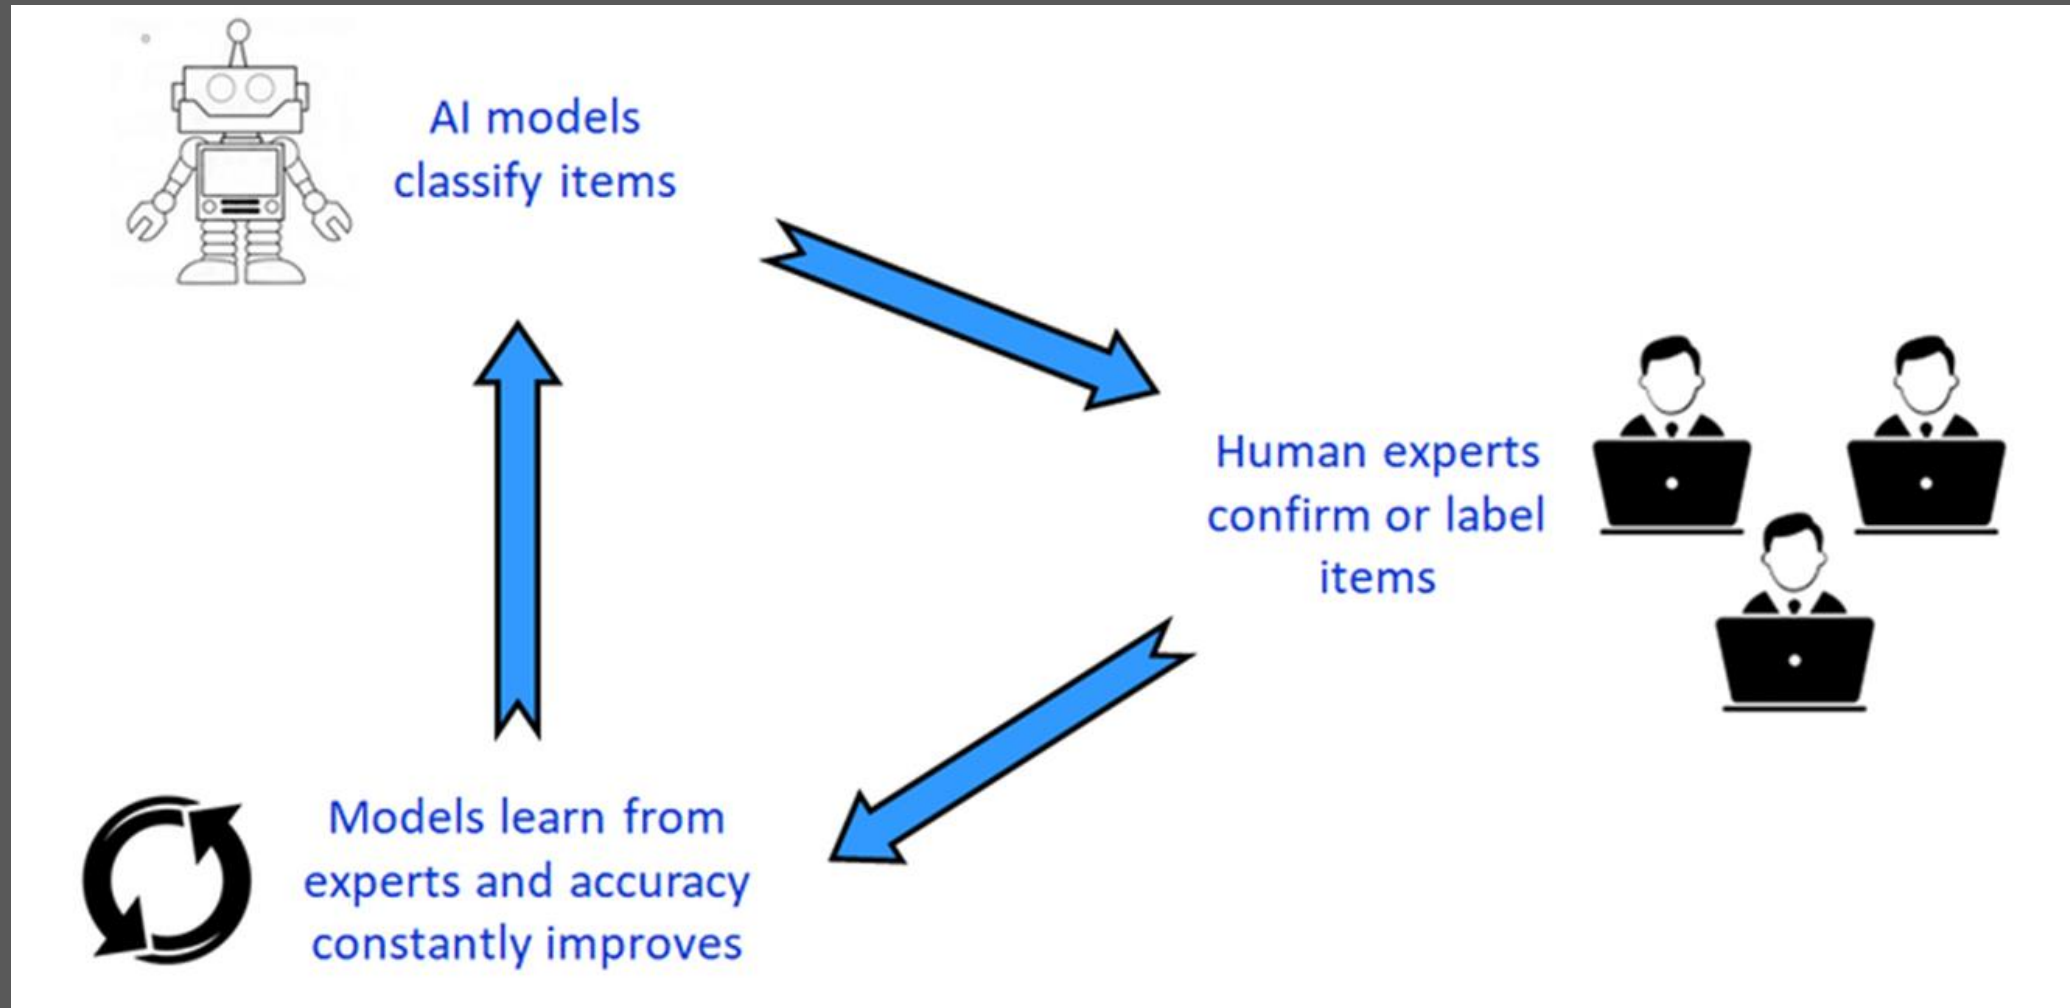 AI models
classify items
Human experts
confirm or label
items
Models learn from
experts and accuracy
constantly improves